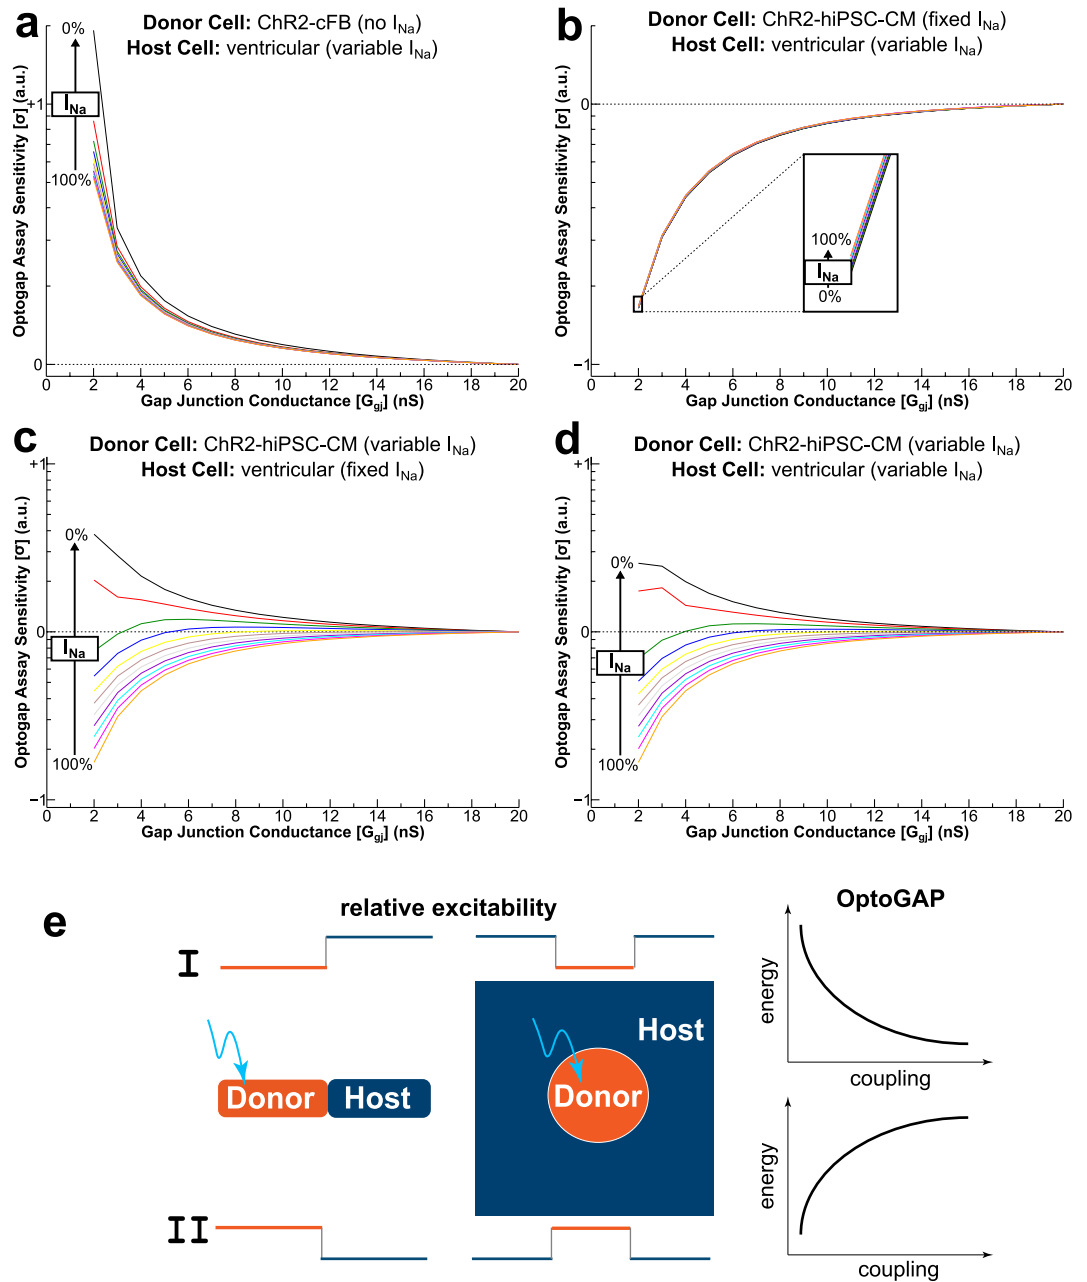 a
Donor Cell: ChR2-cFB (no INa)
Host Cell: ventricular (variable INa)
Optogap Assay Sensitivity [σ] (a.u.)
0%
+1
INa
100%
0
0 2 4 6 8 10 12 14 16 18 20
Gap Junction Conductance [Ggj] (nS)
b
Donor Cell: ChR2-hiPSC-CM (fixed INa)
Host Cell: ventricular (variable INa)
Optogap Assay Sensitivity [σ] (a.u.)
0
100%
INa
0%
−1
0 2 4 6 8 10 12 14 16 18 20
Gap Junction Conductance [Ggj] (nS)
c
Donor Cell: ChR2-hiPSC-CM (variable INa)
Host Cell: ventricular (fixed INa)
Optogap Assay Sensitivity [σ] (a.u.)
+1
0%
0
INa
100%
−1
0 2 4 6 8 10 12 14 16 18 20
Gap Junction Conductance [Ggj] (nS)
d
Donor Cell: ChR2-hiPSC-CM (variable INa)
Host Cell: ventricular (variable INa)
Optogap Assay Sensitivity [σ] (a.u.)
+1
0%
0
INa
100%
−1
0 2 4 6 8 10 12 14 16 18 20
Gap Junction Conductance [Ggj] (nS)
e
relative excitability
I
Donor Host
Host
Donor
II
OptoGAP
energy
coupling
energy
coupling